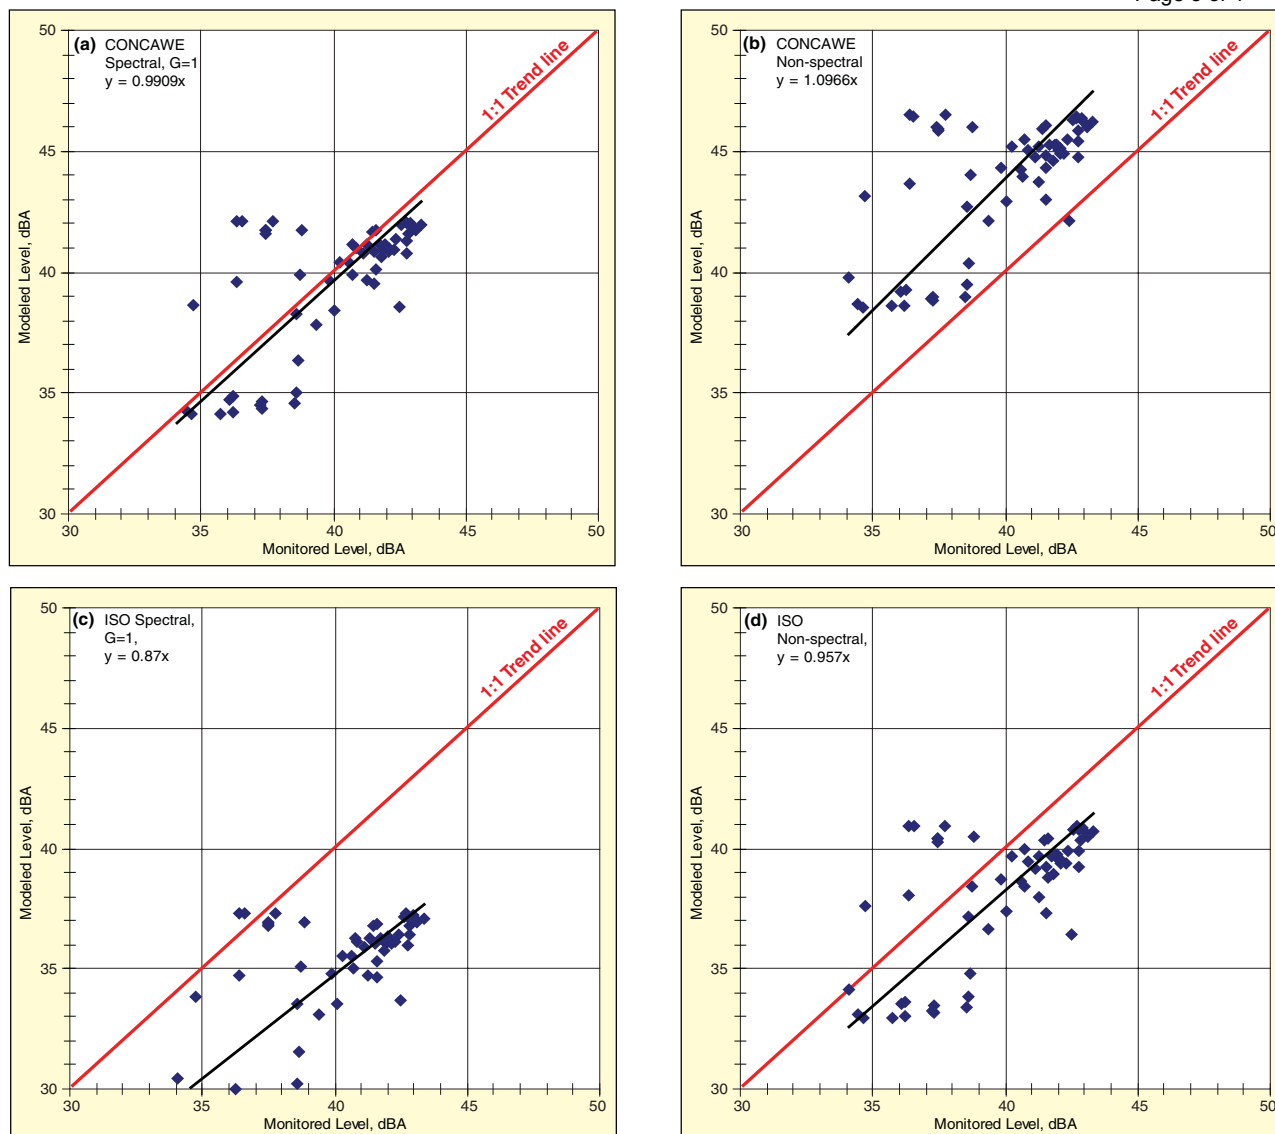 (a) CONCAWE
Spectral, G=1
y = 0.9909x
1:1 Trend line
50
45
40
35
30
Modeled Level, dBA
30 35 40 45 50
Monitored Level, dBA
(b) CONCAWE
Non-spectral
y = 1.0966x
1:1 Trend line
50
45
40
35
30
Modeled Level, dBA
30 35 40 45 50
Monitored Level, dBA
(c) ISO Spectral,
G=1,
y = 0.87x
1:1 Trend line
50
45
40
35
30
Modeled Level, dBA
30 35 40 45 50
Monitored Level, dBA
(d) ISO
Non-spectral,
y = 0.957x
1:1 Trend line
50
45
40
35
30
Modeled Level, dBA
30 35 40 45 50
Monitored Level, dBA